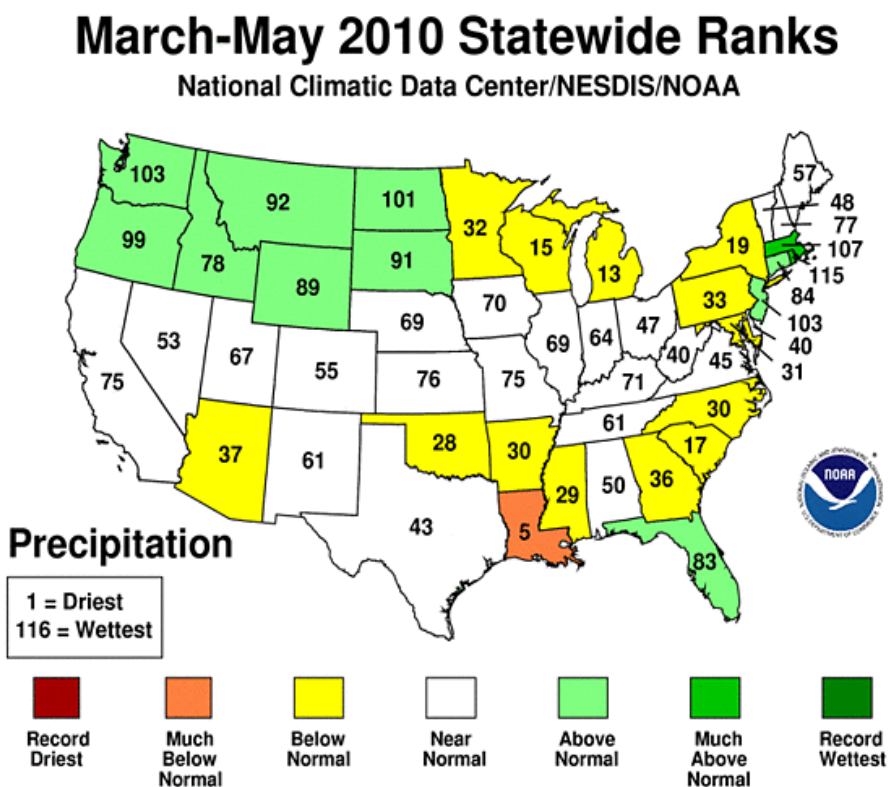 March-May 2010 Statewide Ranks
National Climatic Data Center/NESDIS/NOAA
103
92
101
32
57
48
77
107
115
84
103
40
31
99
78
89
91
15
13
19
33
70
69
53
67
55
76
75
69
64
47
40
45
71
75
37
61
28
30
61
30
17
29
50
36
43
5
83
NOAA
Precipitation
1 = Driest
116 = Wettest
Record
Driest
Much
Below
Normal
Below
Normal
Near
Normal
Above
Normal
Much
Above
Normal
Record
Wettest